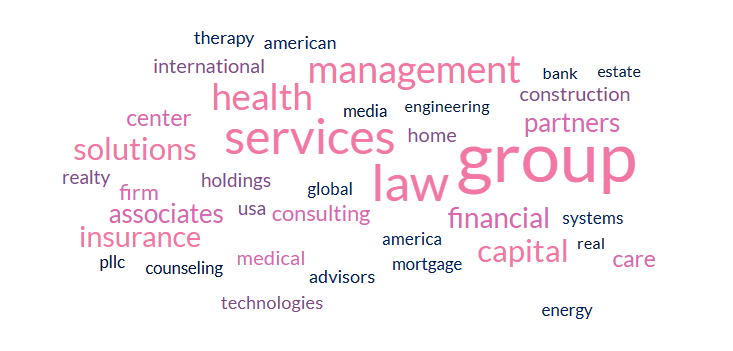 therapy
american
international
management
bank
estate
health
media
engineering
construction
center
services
home
partners
solutions
group
realty
firm
holdings
global
law
associates
usa
consulting
financial
systems
insurance
america
capital
real
pllc
counseling
medical
advisors
mortgage
care
technologies
energy